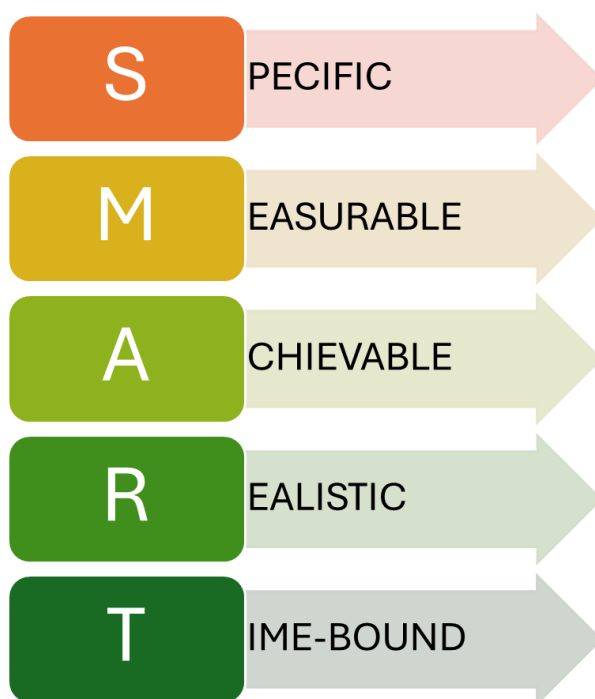 S PECIFIC
M EASURABLE
A CHIEVABLE
R EALISTIC
T IME-BOUND